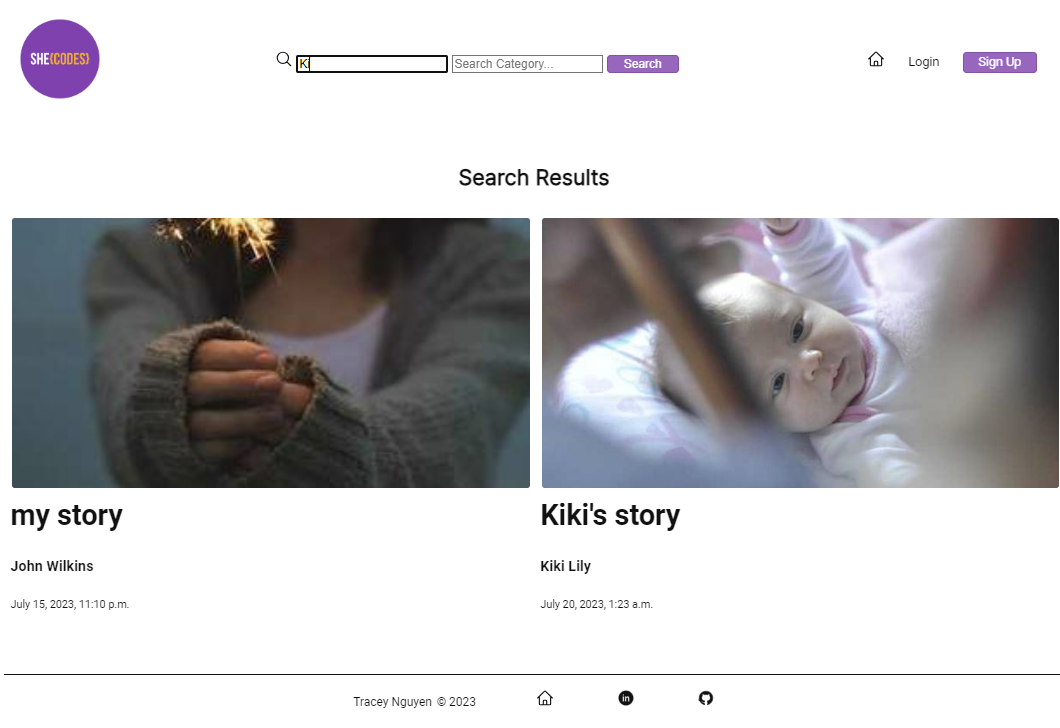 SHE{CODES}
Ki
Search Category...
Search
Login
Sign Up
Search Results
my story
John Wilkins
July 15, 2023, 11:10 p.m.
Kiki's story
Kiki Lily
July 20, 2023, 1:23 a.m.
Tracey Nguyen © 2023
in